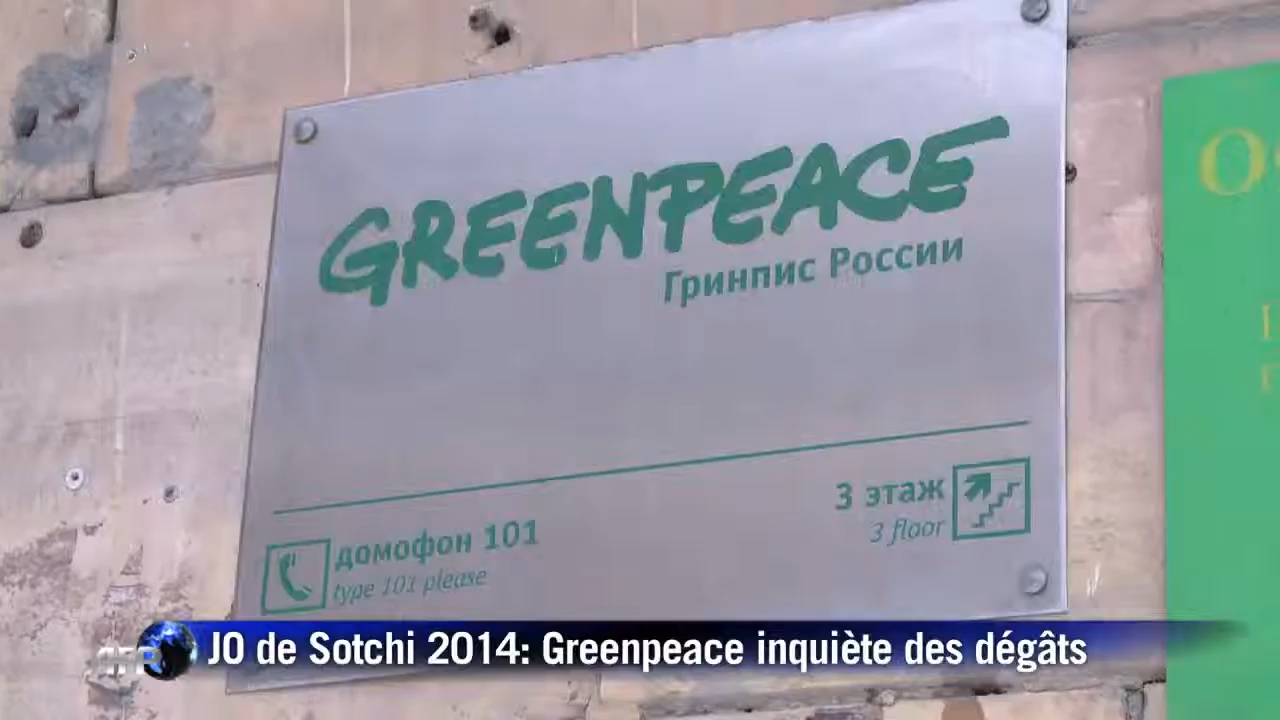 GREENPEACE
Гринпис России
3 этаж
3 floor
домофон 101
type 101 please
AFP
JO de Sotchi 2014: Greenpeace inquiète des dégâts